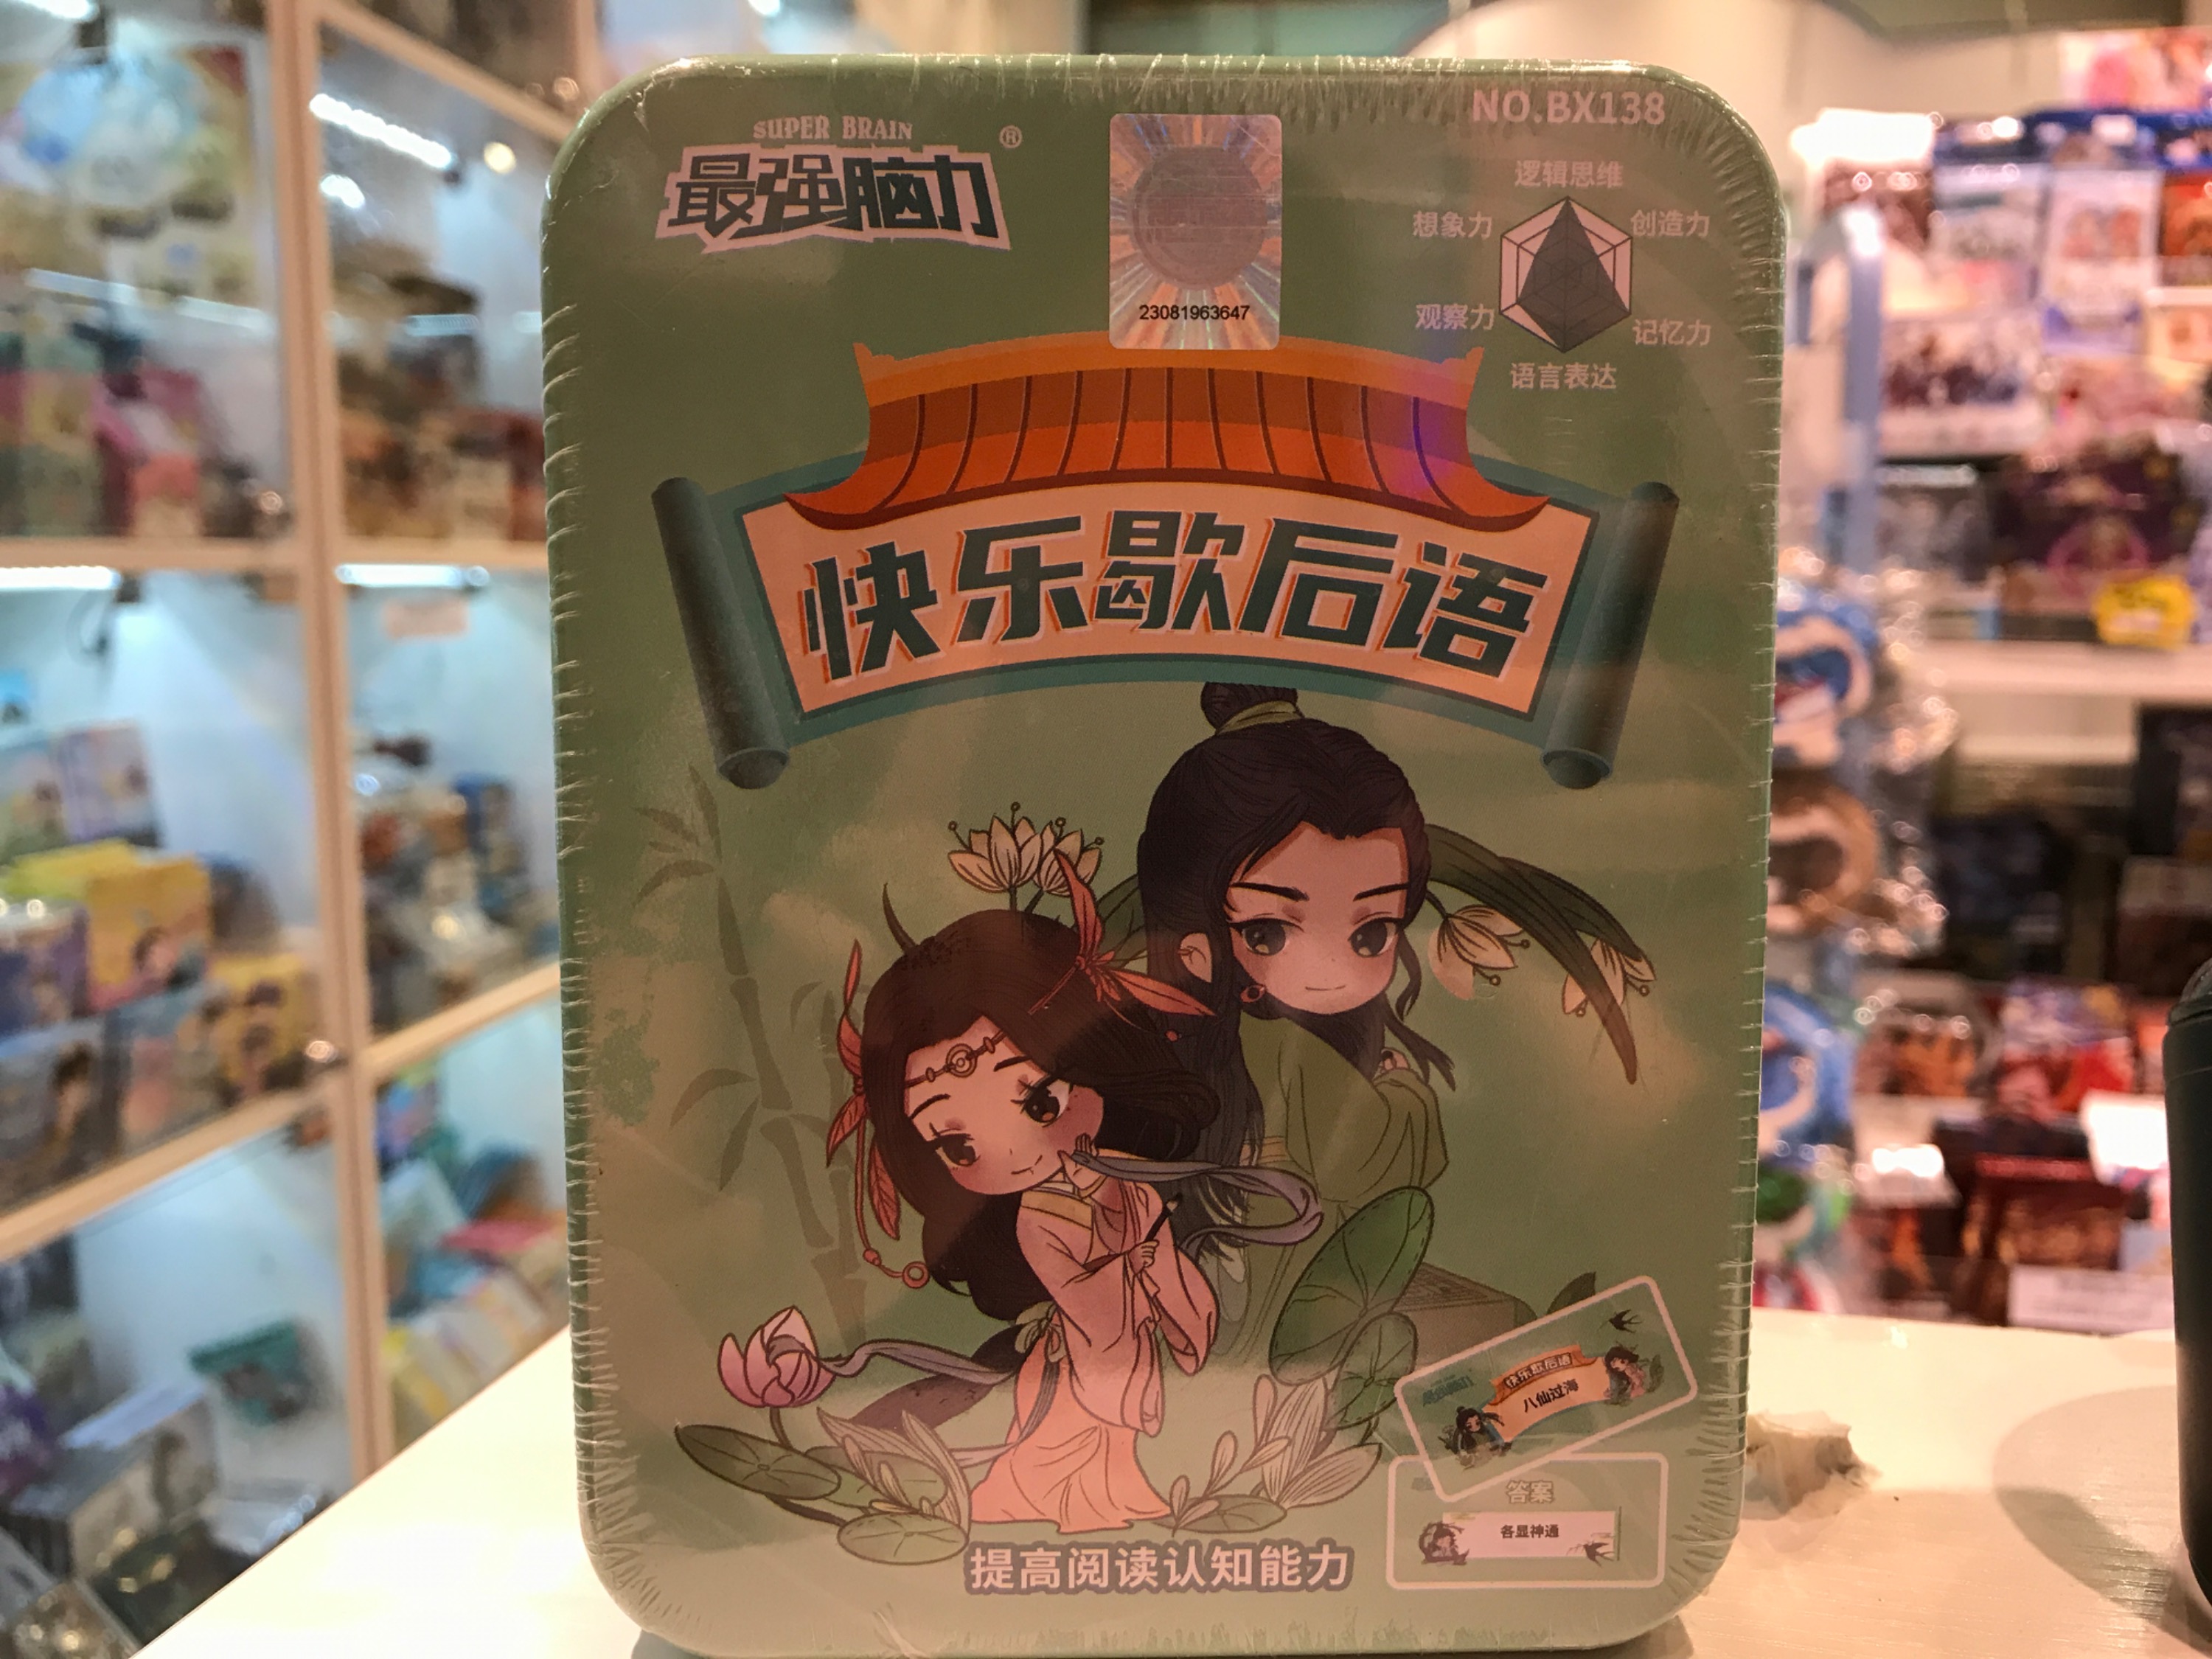 SUPER BRAIN
最强脑力®
23081963647
NO.BX138
逻辑思维
想象力
创造力
观察力
记忆力
语言表达
快乐歇后语
快乐歇后语
八仙过海
答案
各显神通
提高阅读认知能力